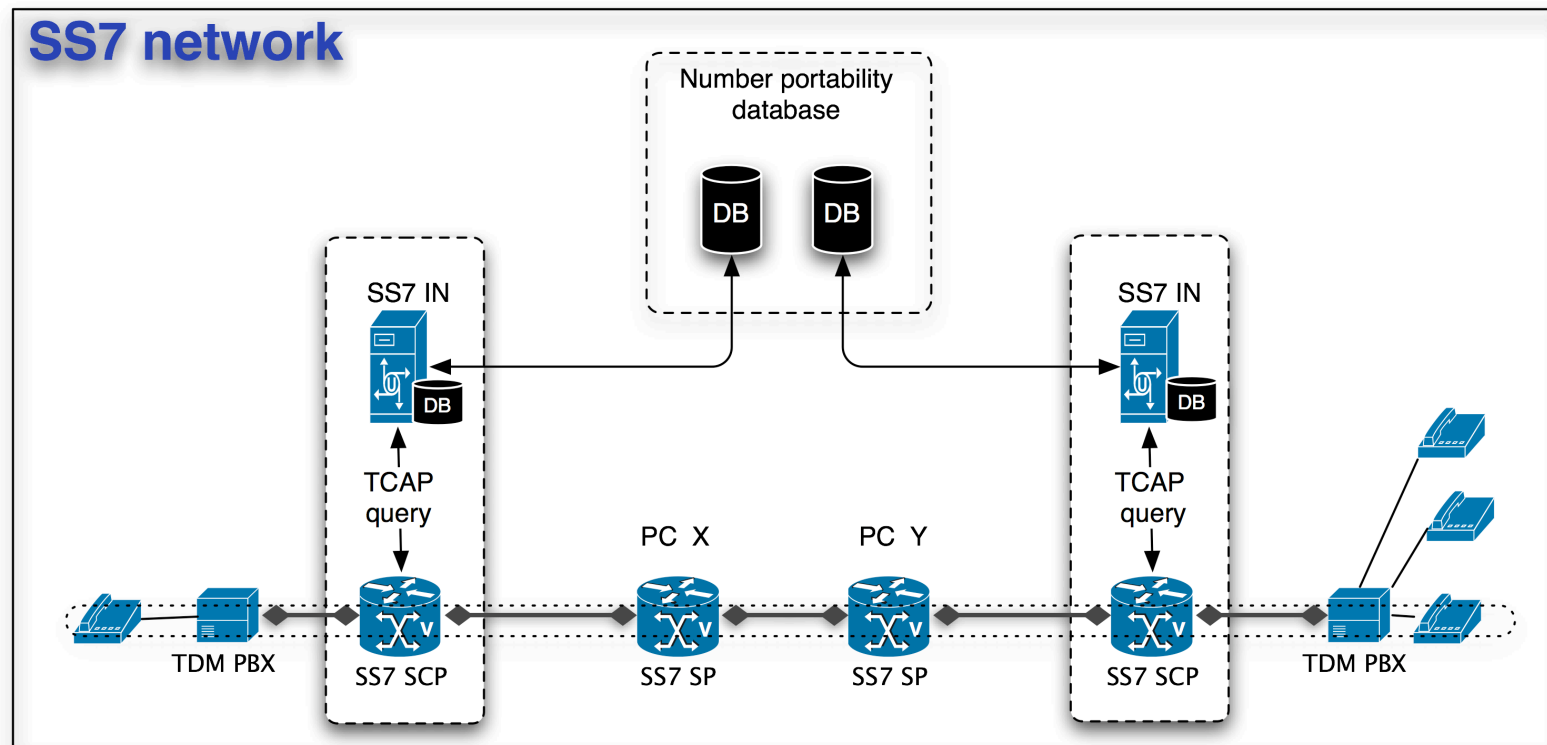 SS7 network
Number portability
database
DB
DB
SS7 IN
SS7 IN
DB
DB
TCAP
query
TCAP
query
PC X
PC Y
V
V
V
V
TDM PBX
SS7 SCP
SS7 SP
SS7 SP
SS7 SCP
TDM PBX
U
U